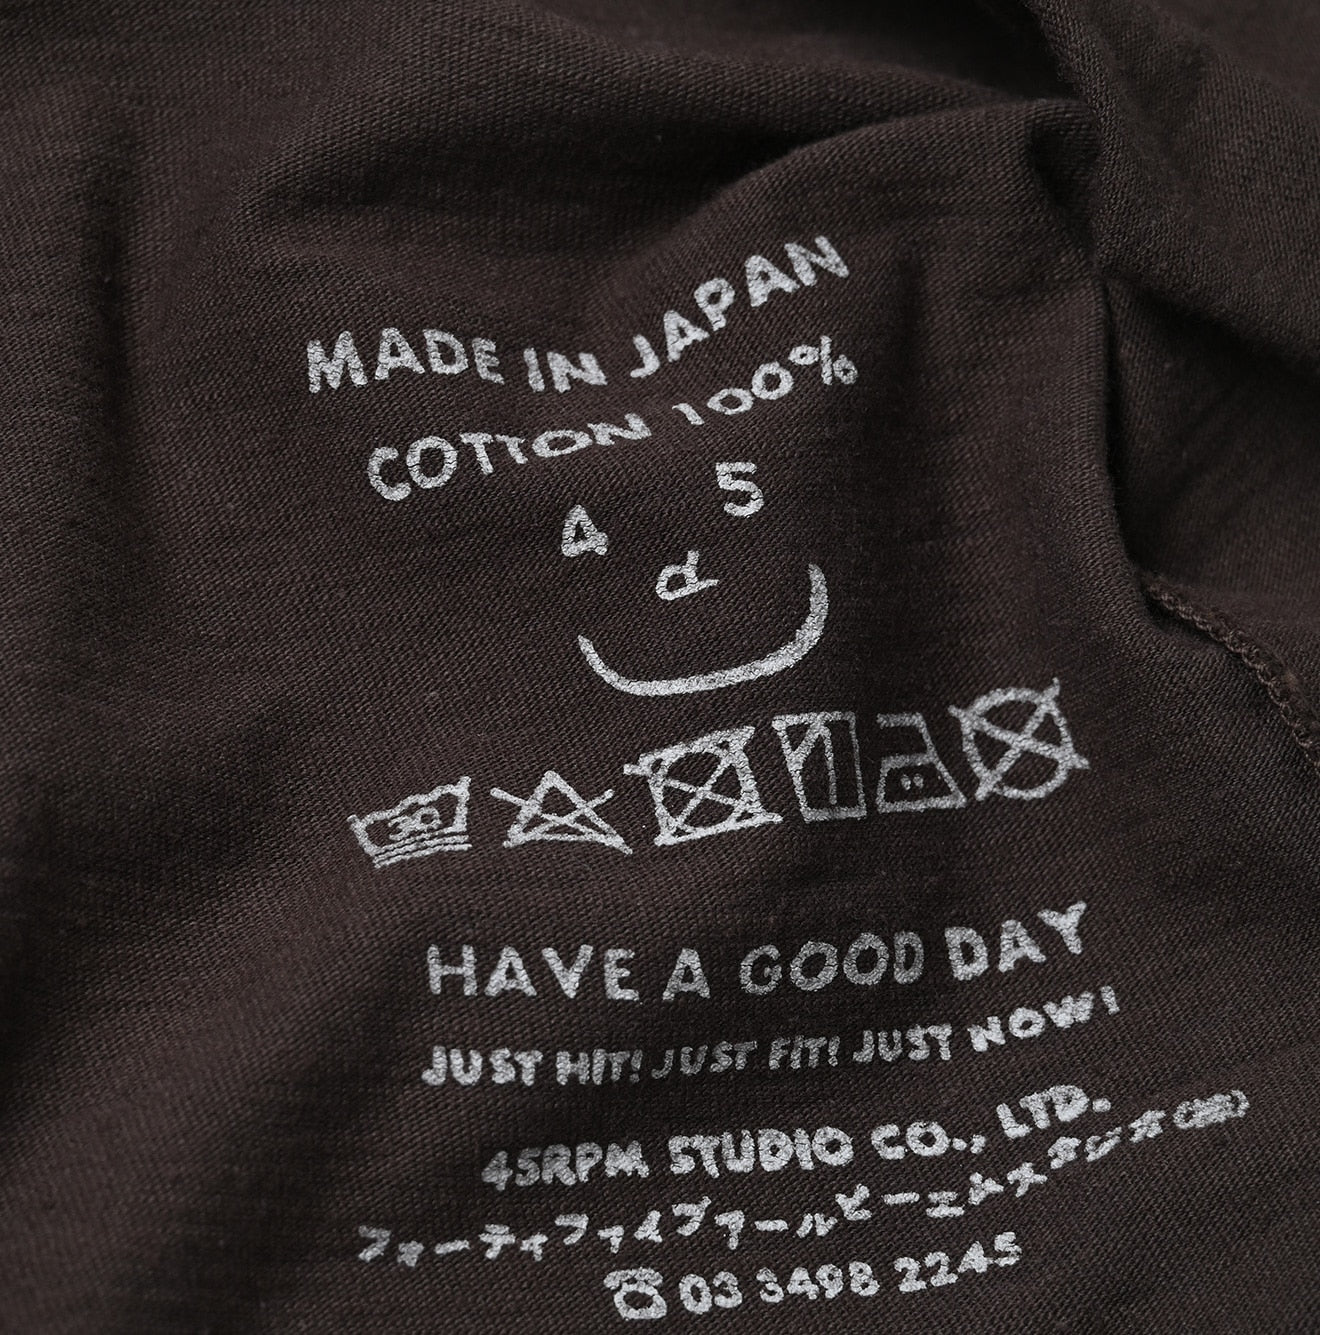 MADE IN JAPAN
COTTON 100%
4 5
R
30
HAVE A GOOD DAY
JUST HIT! JUST FIT! JUST NOW!
45RPM STUDIO CO., LTD.
フォーティファイブアールピーエムスタジオ(株)
☎03 3498 2245